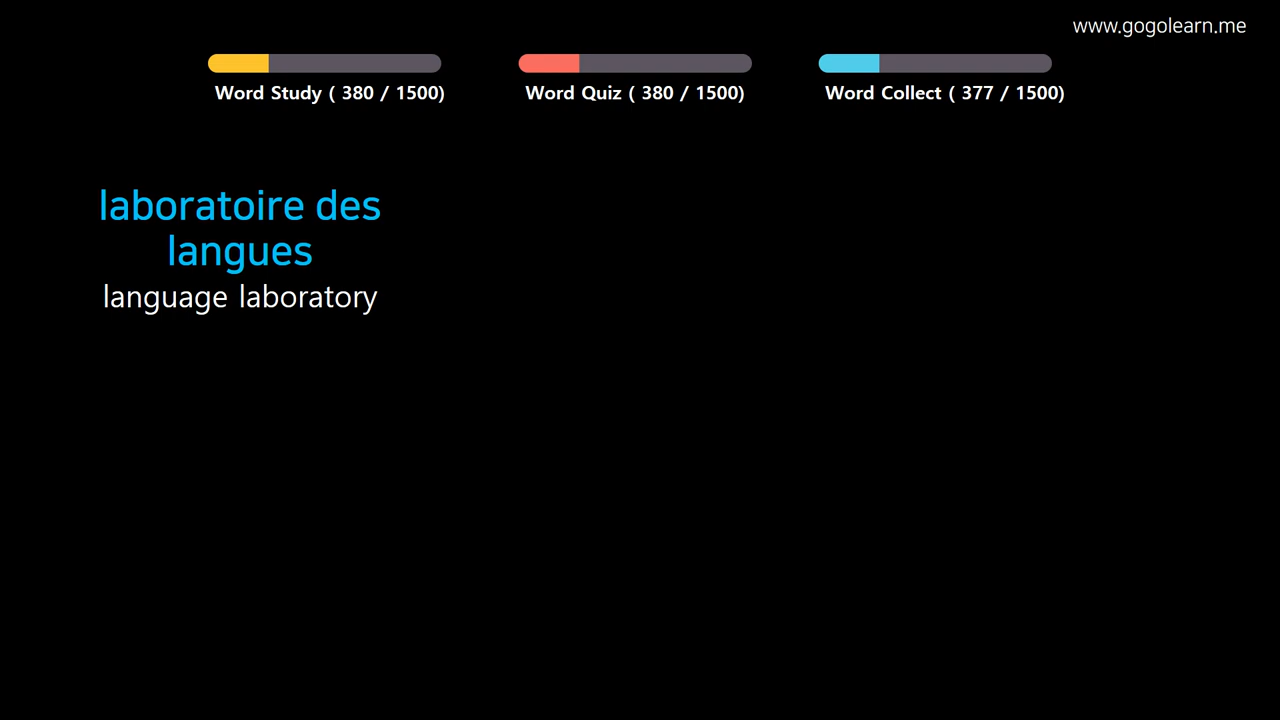 www.gogolearn.me
Word Study ( 380 / 1500)
Word Quiz ( 380 / 1500)
Word Collect ( 377 / 1500)
laboratoire des
langues
language laboratory